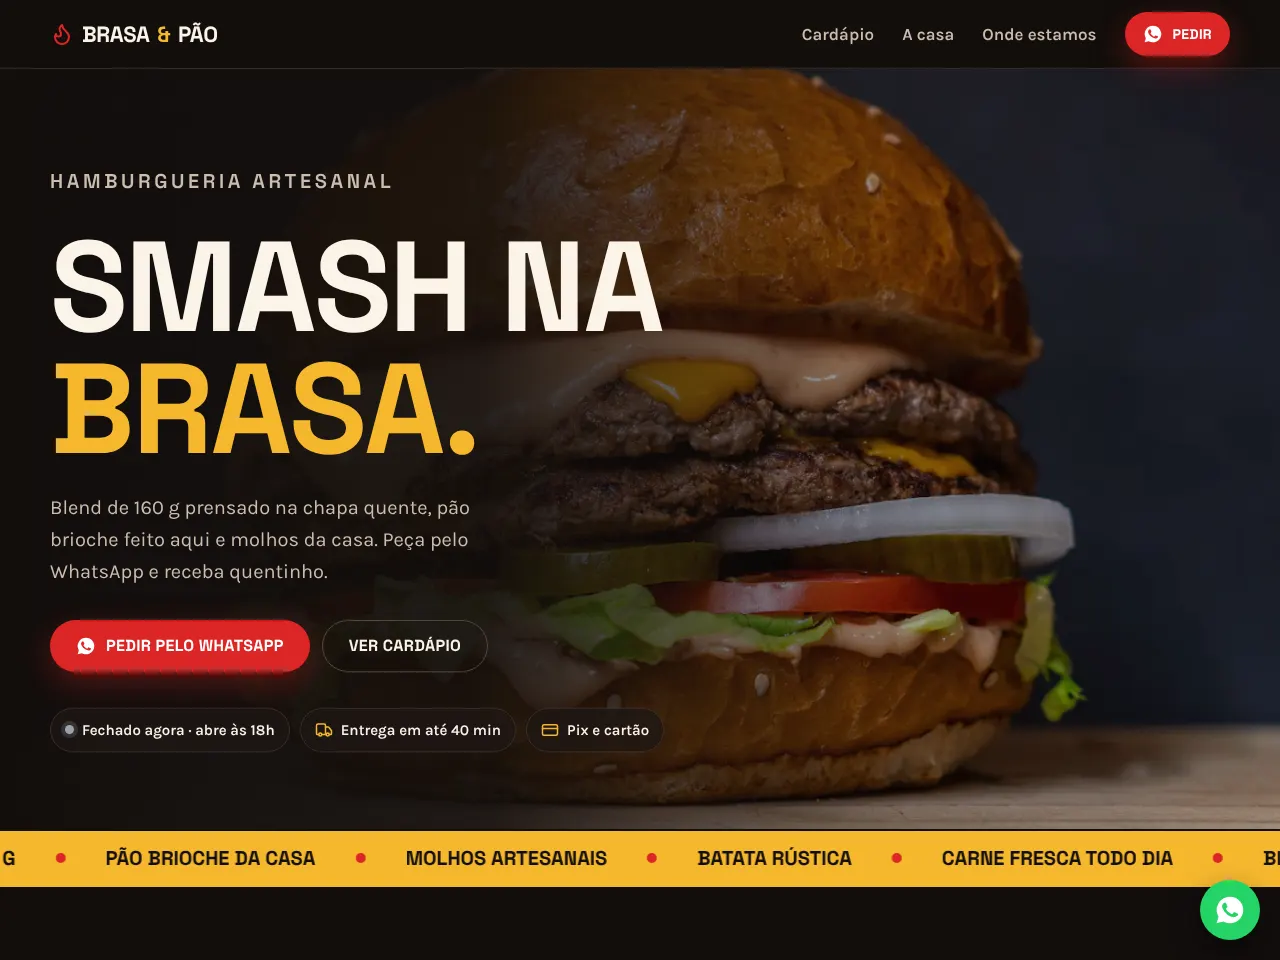 BRASA & PÃO
Cardápio
A casa
Onde estamos
PEDIR
HAMBURGUERIA ARTESANAL
SMASH NA
BRASA.
Blend de 160 g prensado na chapa quente, pão
brioche feito aqui e molhos da casa. Peça pelo
WhatsApp e receba quentinho.
PEDIR PELO WHATSAPP
VER CARDÁPIO
Fechado agora · abre às 18h
Entrega em até 40 min
Pix e cartão
G • PÃO BRIOCHE DA CASA • MOLHOS ARTESANAIS • BATATA RÚSTICA • CARNE FRESCA TODO DIA •